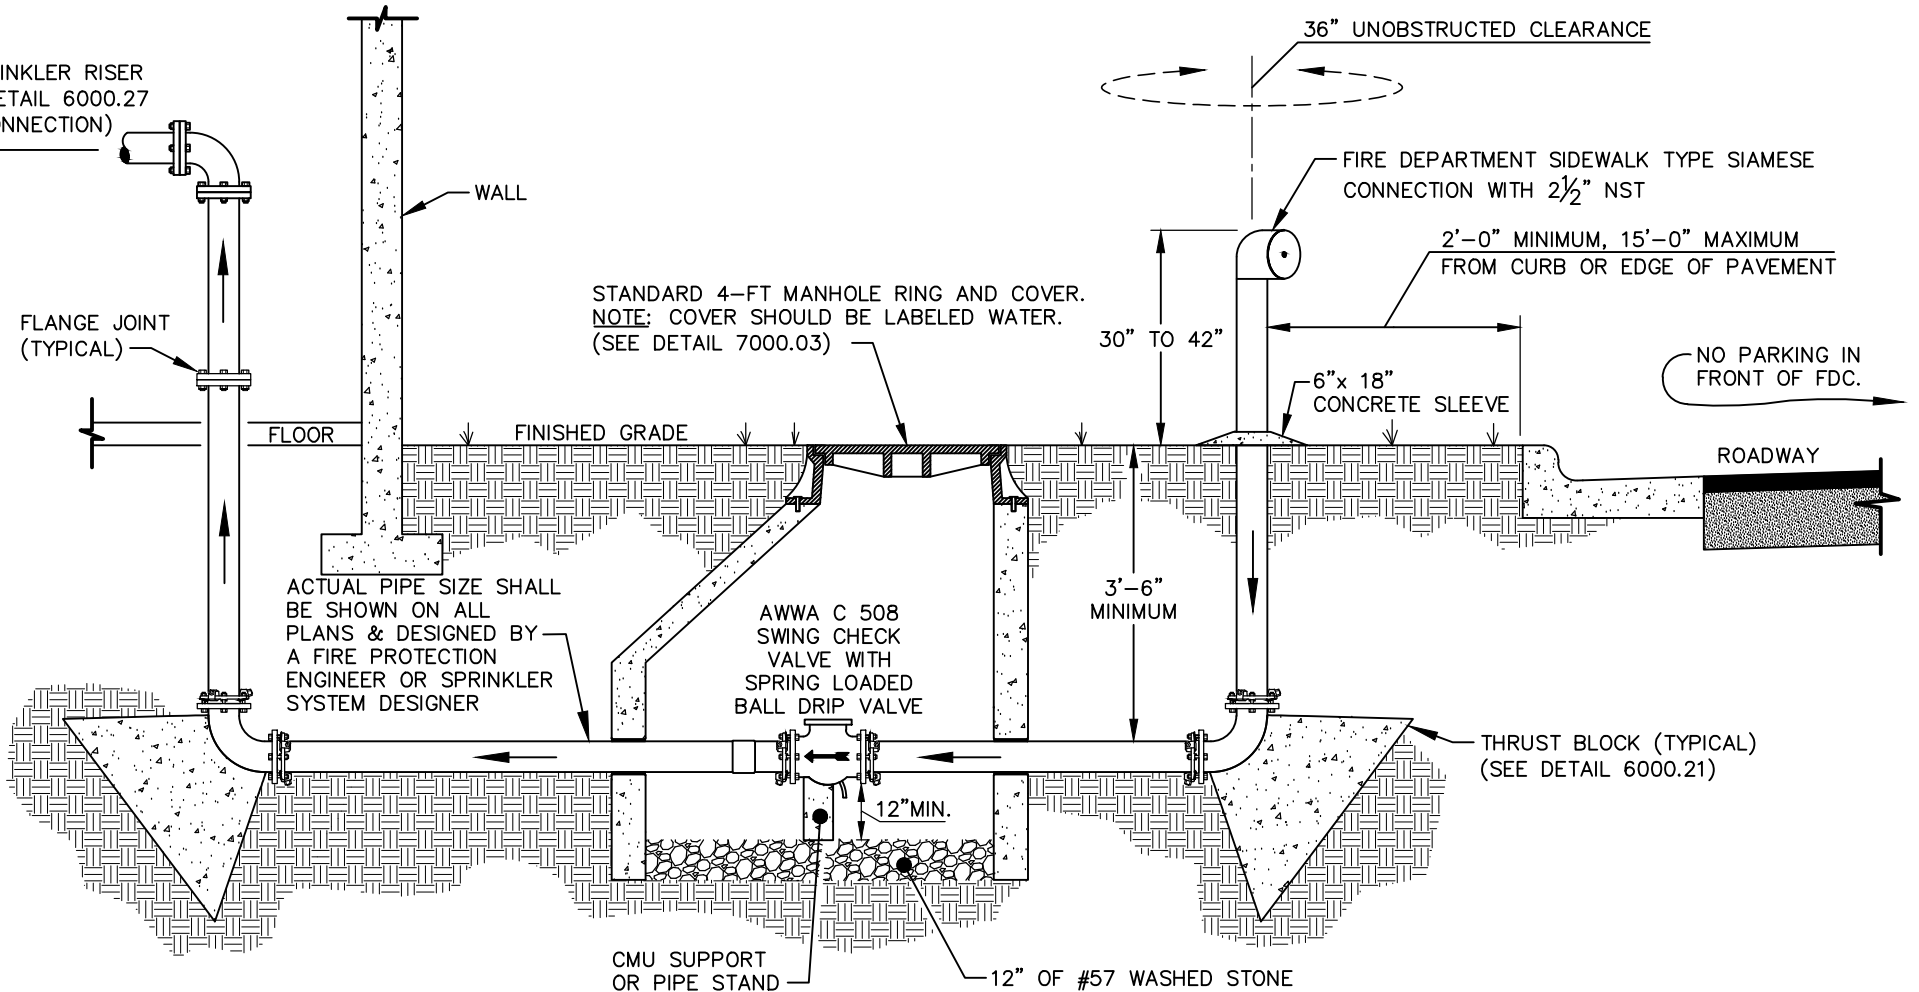 36” UNOBSTRUCTED CLEARANCE
INKLER RISER
ETAIL 6000.27
ONNECTION)
FIRE DEPARTMENT SIDEWALK TYPE SIAMESE
CONNECTION WITH 2½” NST
WALL
2’-0” MINIMUM, 15’-0” MAXIMUM
FROM CURB OR EDGE OF PAVEMENT
STANDARD 4-FT MANHOLE RING AND COVER.
NOTE: COVER SHOULD BE LABELED WATER.
(SEE DETAIL 7000.03)
FLANGE JOINT
(TYPICAL)
30” TO 42”
NO PARKING IN
FRONT OF FDC.
6”x 18”
CONCRETE SLEEVE
FLOOR
FINISHED GRADE
ROADWAY
ACTUAL PIPE SIZE SHALL
BE SHOWN ON ALL
PLANS & DESIGNED BY
A FIRE PROTECTION
ENGINEER OR SPRINKLER
SYSTEM DESIGNER
AWWA C 508
SWING CHECK
VALVE WITH
SPRING LOADED
BALL DRIP VALVE
3’-6”
MINIMUM
THRUST BLOCK (TYPICAL)
(SEE DETAIL 6000.21)
12”MIN.
CMU SUPPORT
OR PIPE STAND
12” OF #57 WASHED STONE